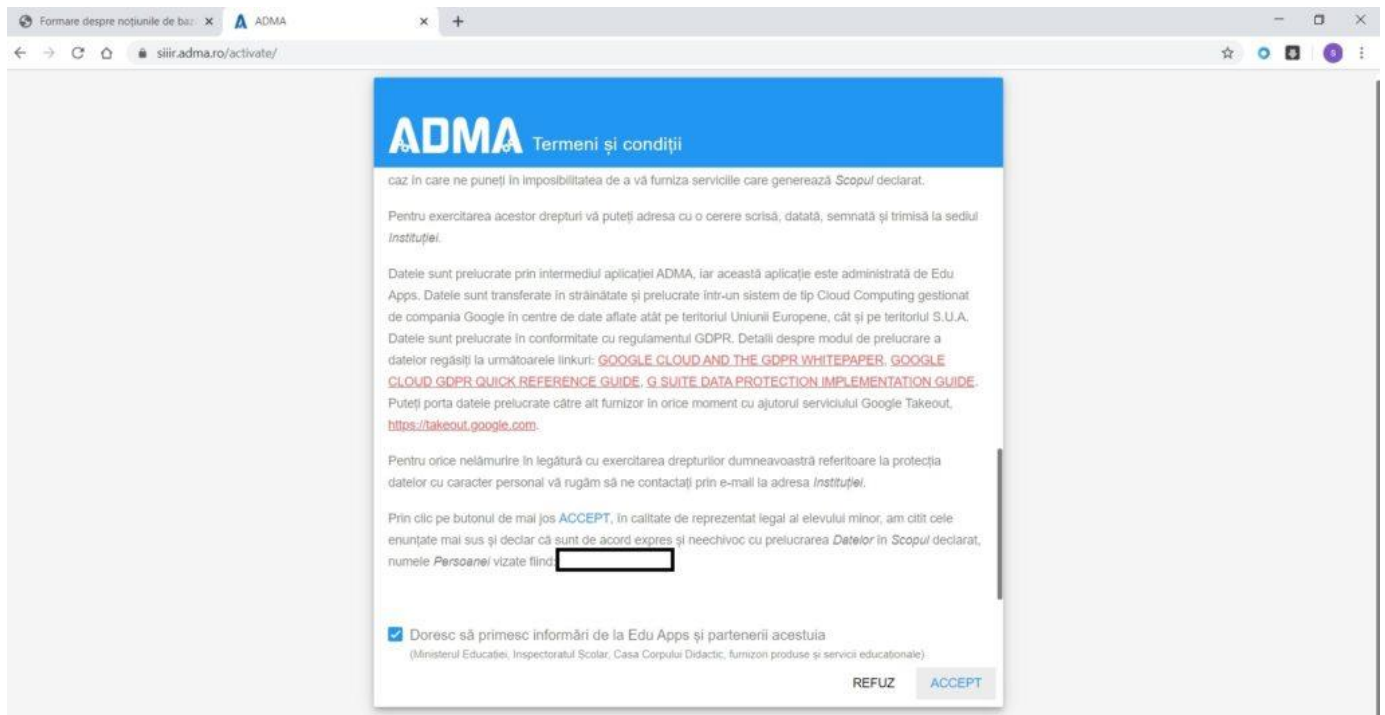 Formare despre noțiunile de baz
ADMA
siiir.adma.ro/activate/
S
ADMA Termeni și condiții
caz în care ne puneți în imposibilitatea de a vă furniza serviciile care generează Scopul declarat.
Pentru exercitarea acestor drepturi vă puteți adresa cu o cerere scrisă, datată, semnată și trimisă la sediul
Instituției.
Datele sunt prelucrate prin intermediul aplicației ADMA, iar această aplicație este administrată de Edu
Apps. Datele sunt transferate în străinătate și prelucrate într-un sistem de tip Cloud Computing gestionat
de compania Google în centre de date aflate atât pe teritoriul Uniunii Europene, cât și pe teritoriul S.U.A.
Datele sunt prelucrate în conformitate cu regulamentul GDPR. Detalii despre modul de prelucrare a
datelor regăsiți la următoarele linkuri: GOOGLE CLOUD AND THE GDPR WHITEPAPER, GOOGLE
CLOUD GDPR QUICK REFERENCE GUIDE, G SUITE DATA PROTECTION IMPLEMENTATION GUIDE.
Puteți porta datele prelucrate către alt furnizor în orice moment cu ajutorul serviciului Google Takeout,
https://takeout.google.com.
Pentru orice nelămurire în legătură cu exercitarea drepturilor dumneavoastră referitoare la protecția
datelor cu caracter personal vă rugăm să ne contactați prin e-mail la adresa Instituției.
Prin clic pe butonul de mai jos ACCEPT, în calitate de reprezentat legal al elevului minor, am citit cele
enunțate mai sus și declar că sunt de acord expres și neechivoc cu prelucrarea Datelor în Scopul declarat,
numele Persoanei vizate fiind:
Doresc să primesc informări de la Edu Apps și partenerii acestuia
(Ministerul Educației, Inspectoratul Școlar, Casa Corpului Didactic, furnizori produse și servicii educaționale)
REFUZ ACCEPT